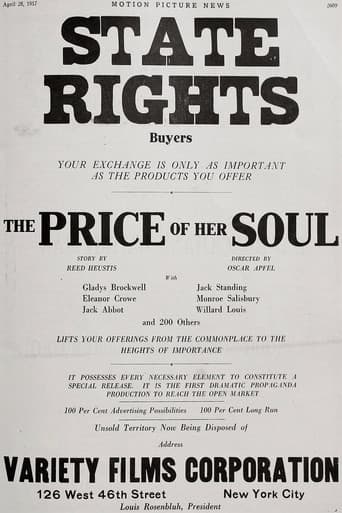 April 28, 1917 MOTION PICTURE NEWS 2609
STATE
RIGHTS
Buyers
YOUR EXCHANGE IS ONLY AS IMPORTANT
AS THE PRODUCTS YOU OFFER
THE PRICE OF HER SOUL
STORY BY DIRECTED BY
REED HEUSTIS OSCAR APFEL
With
Gladys Brockwell Jack Standing
Eleanor Crowe Monroe Salisbury
Jack Abbot Willard Louis
and 200 Others
LIFTS YOUR OFFERINGS FROM THE COMMONPLACE TO THE
HEIGHTS OF IMPORTANCE
IT POSSESSES EVERY NECESSARY ELEMENT TO CONSTITUTE A
SPECIAL RELEASE. IT IS THE FIRST DRAMATIC PROPAGANDA
PRODUCTION TO REACH THE OPEN MARKET
100 Per Cent Advertising Possibilities 100 Per Cent Long Run
Unsold Territory Now Being Disposed of
Address
VARIETY FILMS CORPORATION
126 West 46th Street New York City
Louis Rosenbluh, President